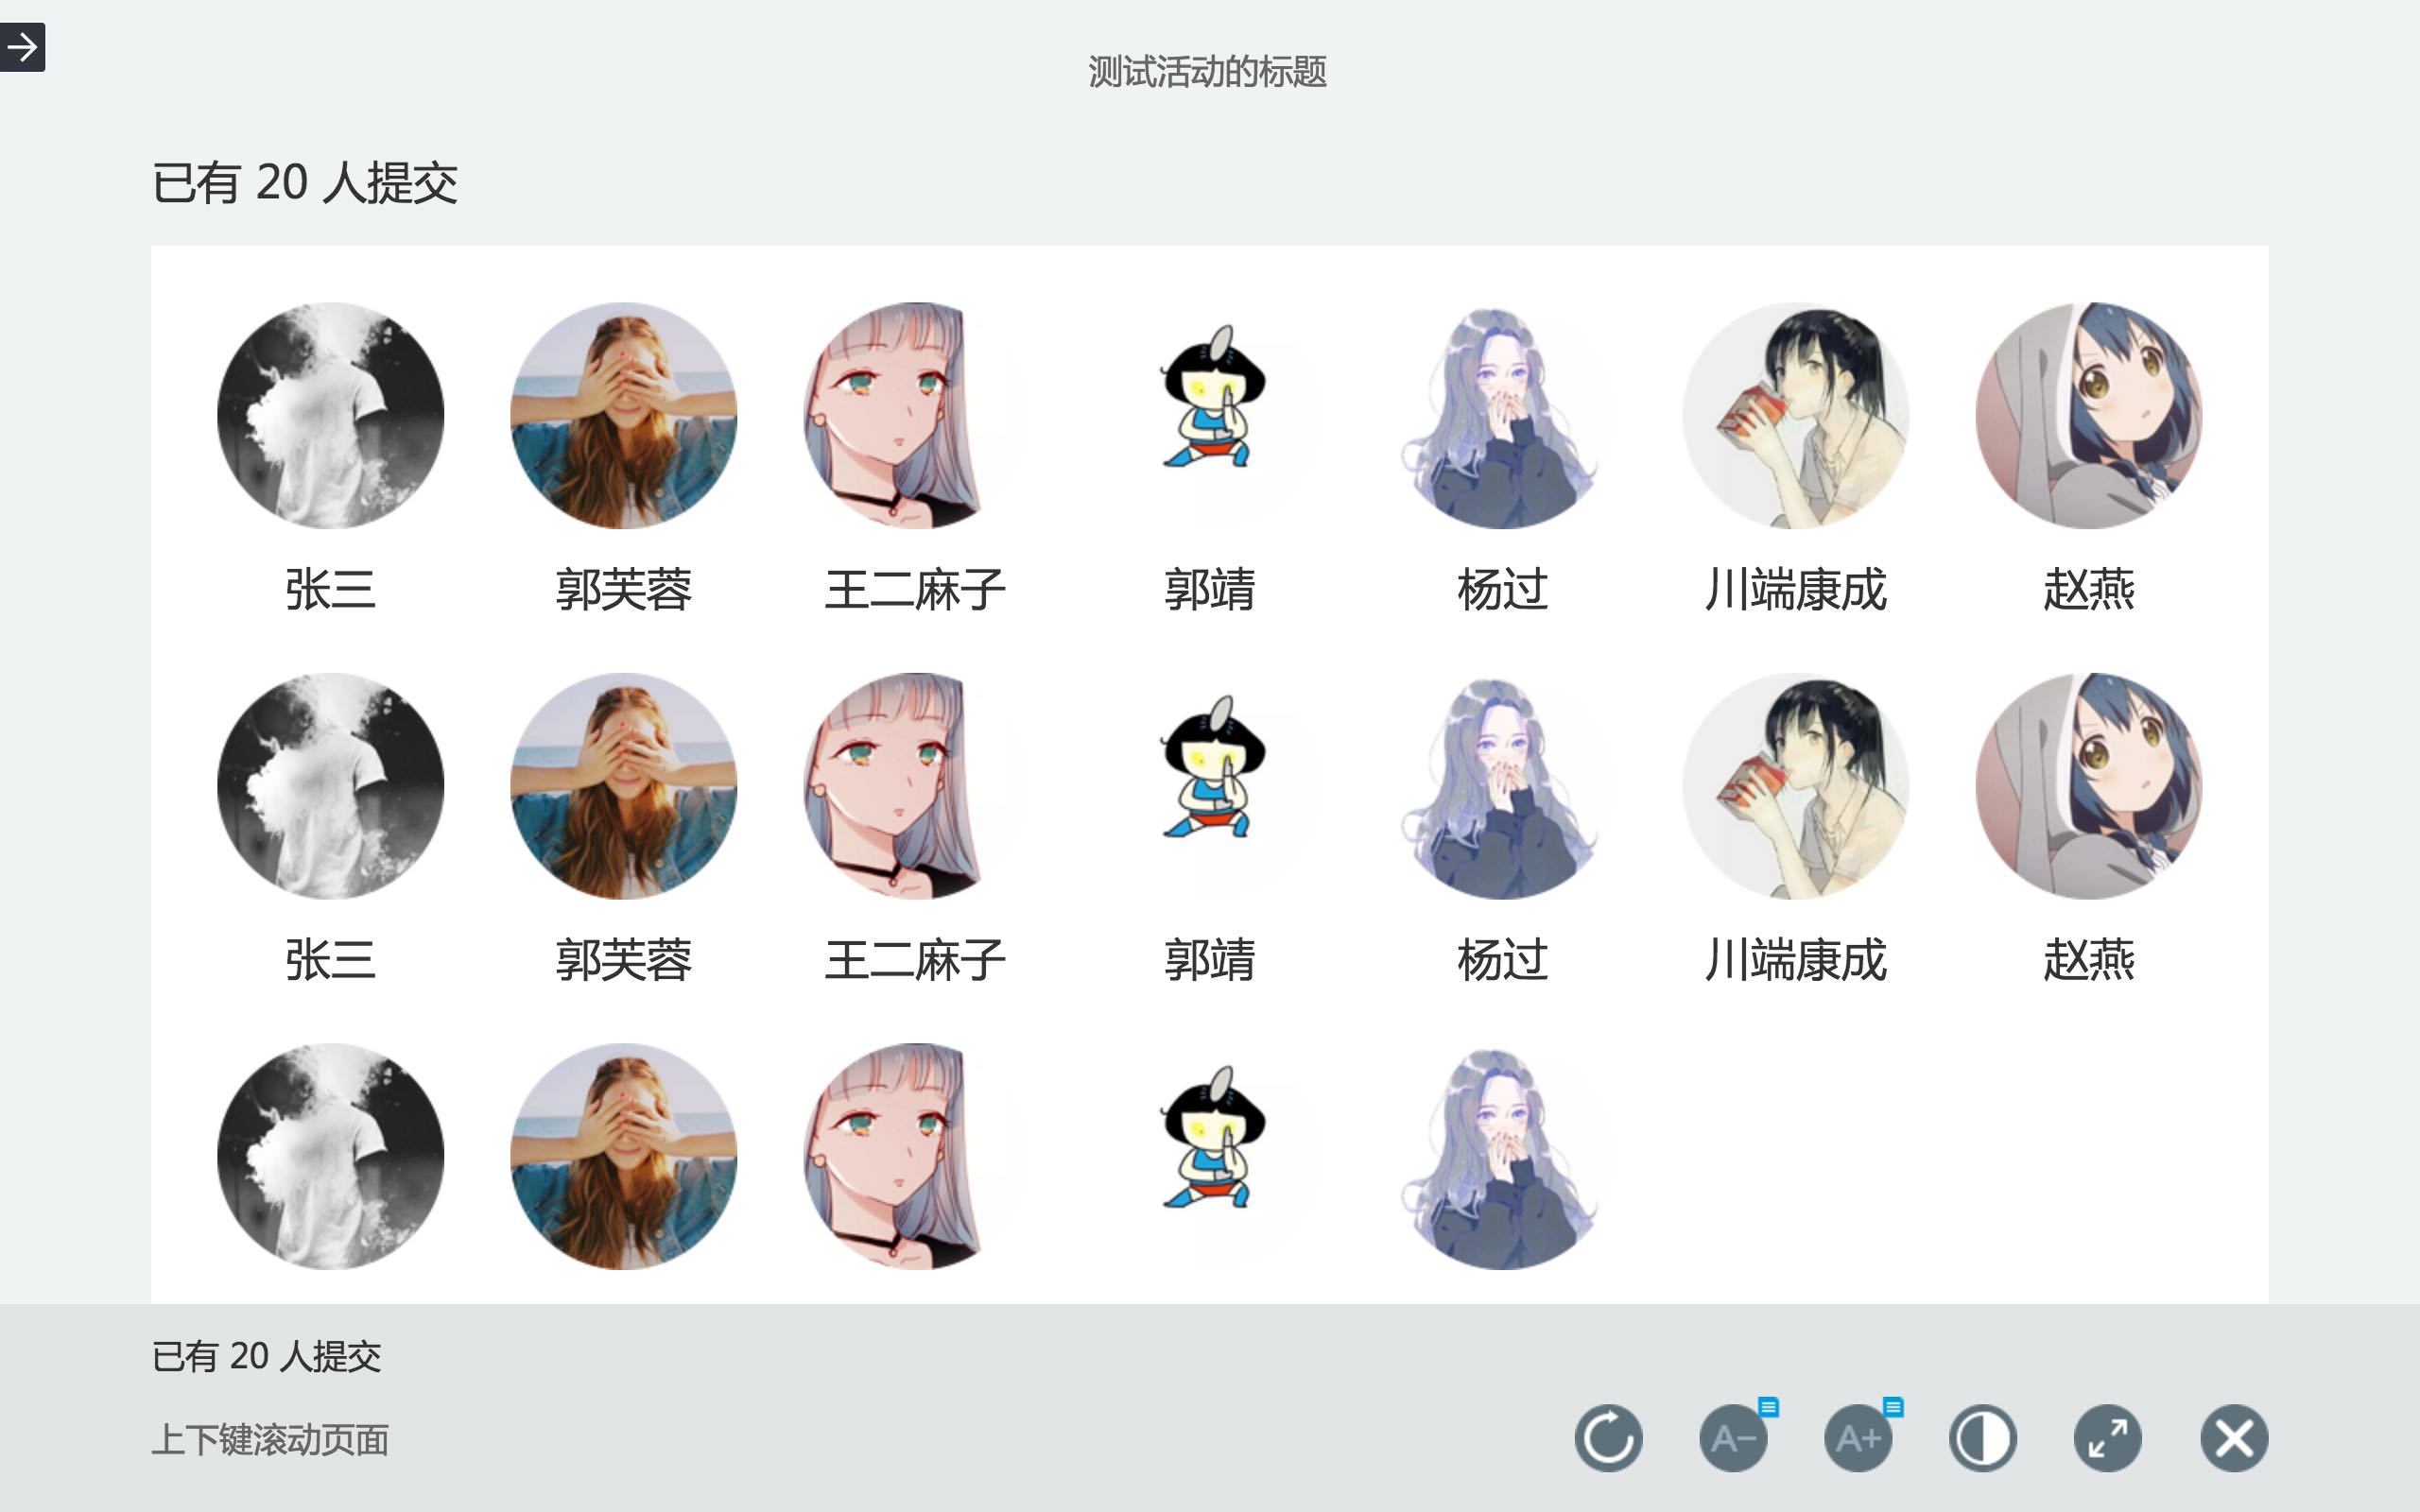 测试活动的标题
已有 20 人提交
张三 郭芙蓉 王二麻子 郭靖 杨过 川端康成 赵燕
张三 郭芙蓉 王二麻子 郭靖 杨过 川端康成 赵燕
已有 20 人提交
上下键滚动页面
A− A+